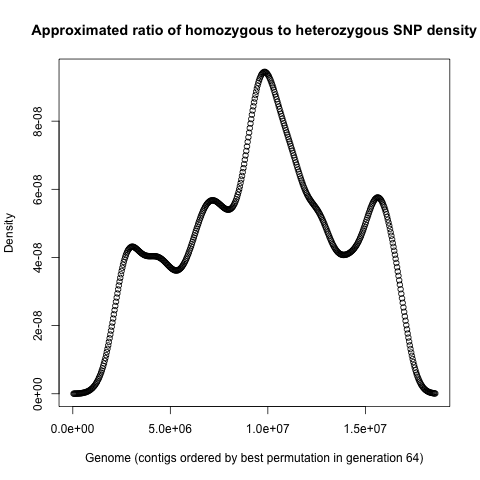 Approximated ratio of homozygous to heterozygous SNP density
Density
8e-08
6e-08
4e-08
2e-08
0e+00
0.0e+00 5.0e+06 1.0e+07 1.5e+07
Genome (contigs ordered by best permutation in generation 64)